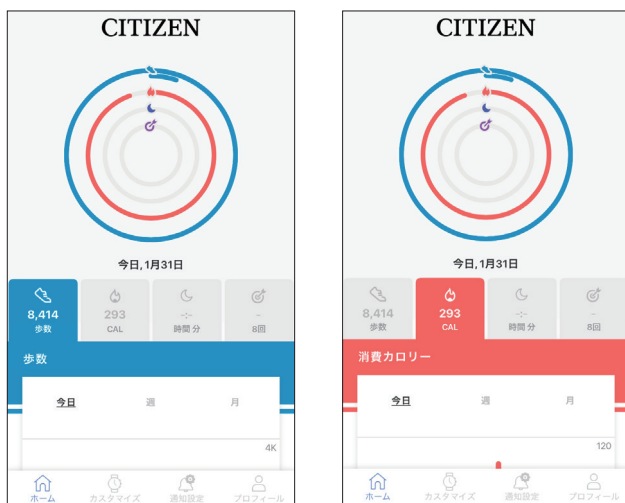 CITIZEN
今日, 1月31日
8,414
歩数
293
CAL
-:-
時間 分
-
8回
歩数
今日
週
月
4K
ホーム
カスタマイズ
通知設定
プロフィール
CITIZEN
今日, 1月31日
8,414
歩数
293
CAL
-:-
時間 分
-
8回
消費カロリー
今日
週
月
120
ホーム
カスタマイズ
通知設定
プロフィール